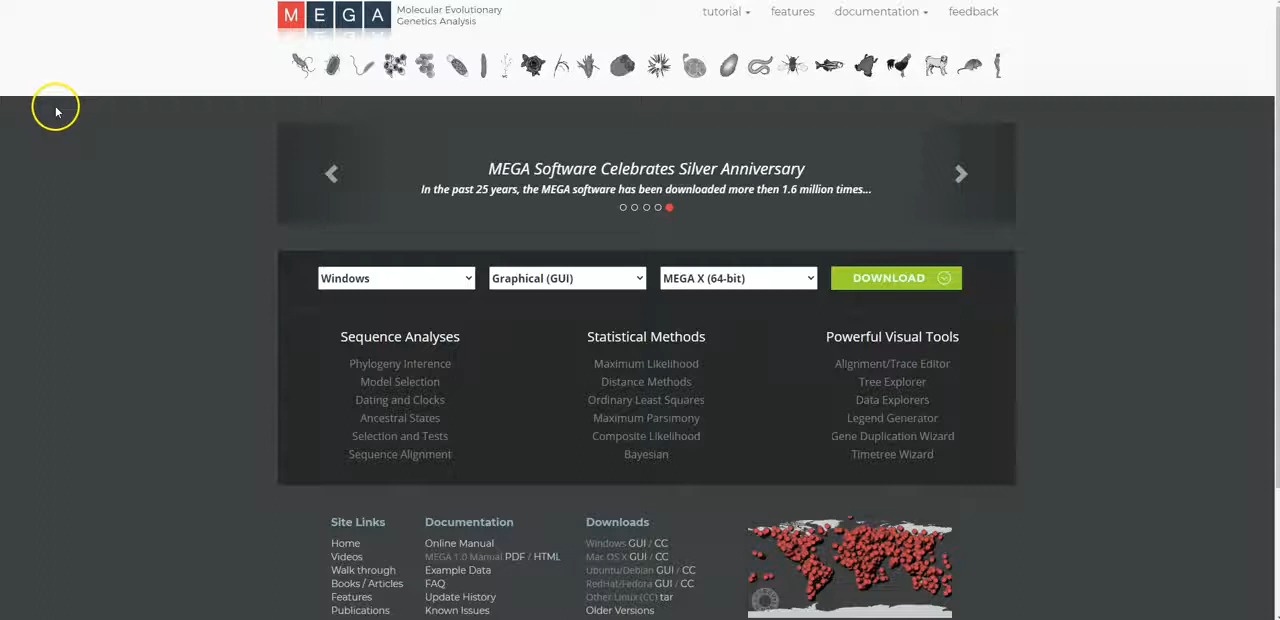 MEGA Molecular Evolutionary
Genetics Analysis
tutorial features documentation feedback
MEGA Software Celebrates Silver Anniversary
In the past 25 years, the MEGA software has been downloaded more then 1.6 million times...
Windows Graphical (GUI) MEGA X (64-bit) DOWNLOAD
Sequence Analyses
Phylogeny Inference
Model Selection
Dating and Clocks
Ancestral States
Selection and Tests
Sequence Alignment
Statistical Methods
Maximum Likelihood
Distance Methods
Ordinary Least Squares
Maximum Parsimony
Composite Likelihood
Bayesian
Powerful Visual Tools
Alignment/Trace Editor
Tree Explorer
Data Explorers
Legend Generator
Gene Duplication Wizard
Timetree Wizard
Site Links
Home
Videos
Walk through
Books / Articles
Features
Publications
Documentation
Online Manual
MEGA 1.0 Manual PDF / HTML
Example Data
FAQ
Update History
Known Issues
Downloads
Windows GUI / CC
Mac OS X GUI / CC
Ubuntu/Debian GUI / CC
RedHat/Fedora GUI / CC
Other Linux (CC) tar
Older Versions